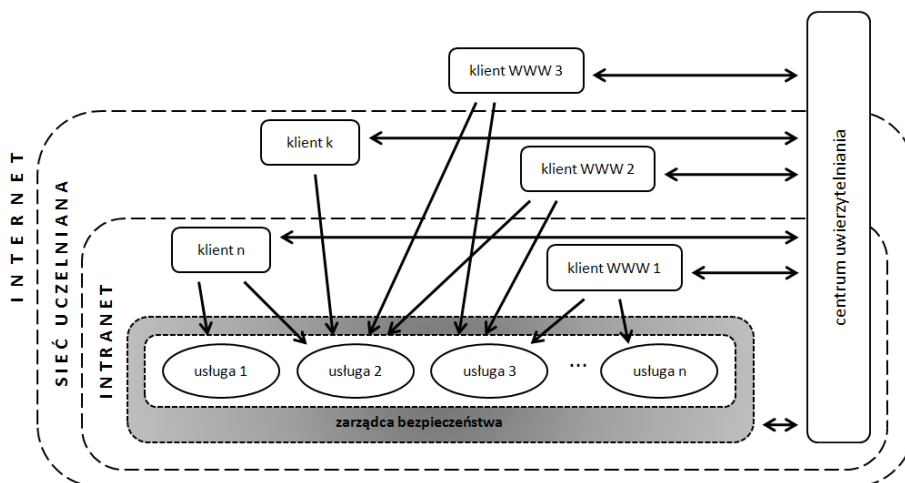 klient WWW 3
klient k
klient WWW 2
klient n
klient WWW 1
INTERNET
SIEĆ UCZELNIANA
INTRANET
centrum uwierzytelniania
usługa 1
usługa 2
usługa 3
...
usługa n
zarządca bezpieczeństwa